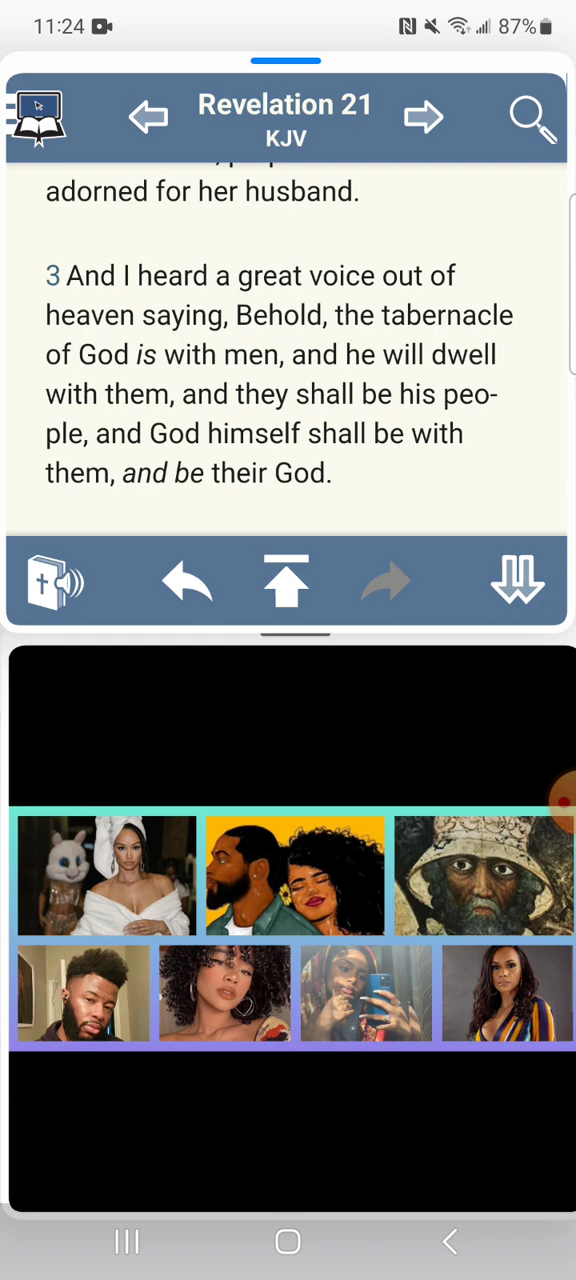 11:24
87%
Revelation 21
KJV
adorned for her husband.
3 And I heard a great voice out of
heaven saying, Behold, the tabernacle
of God is with men, and he will dwell
with them, and they shall be his peo-
ple, and God himself shall be with
them, and be their God.